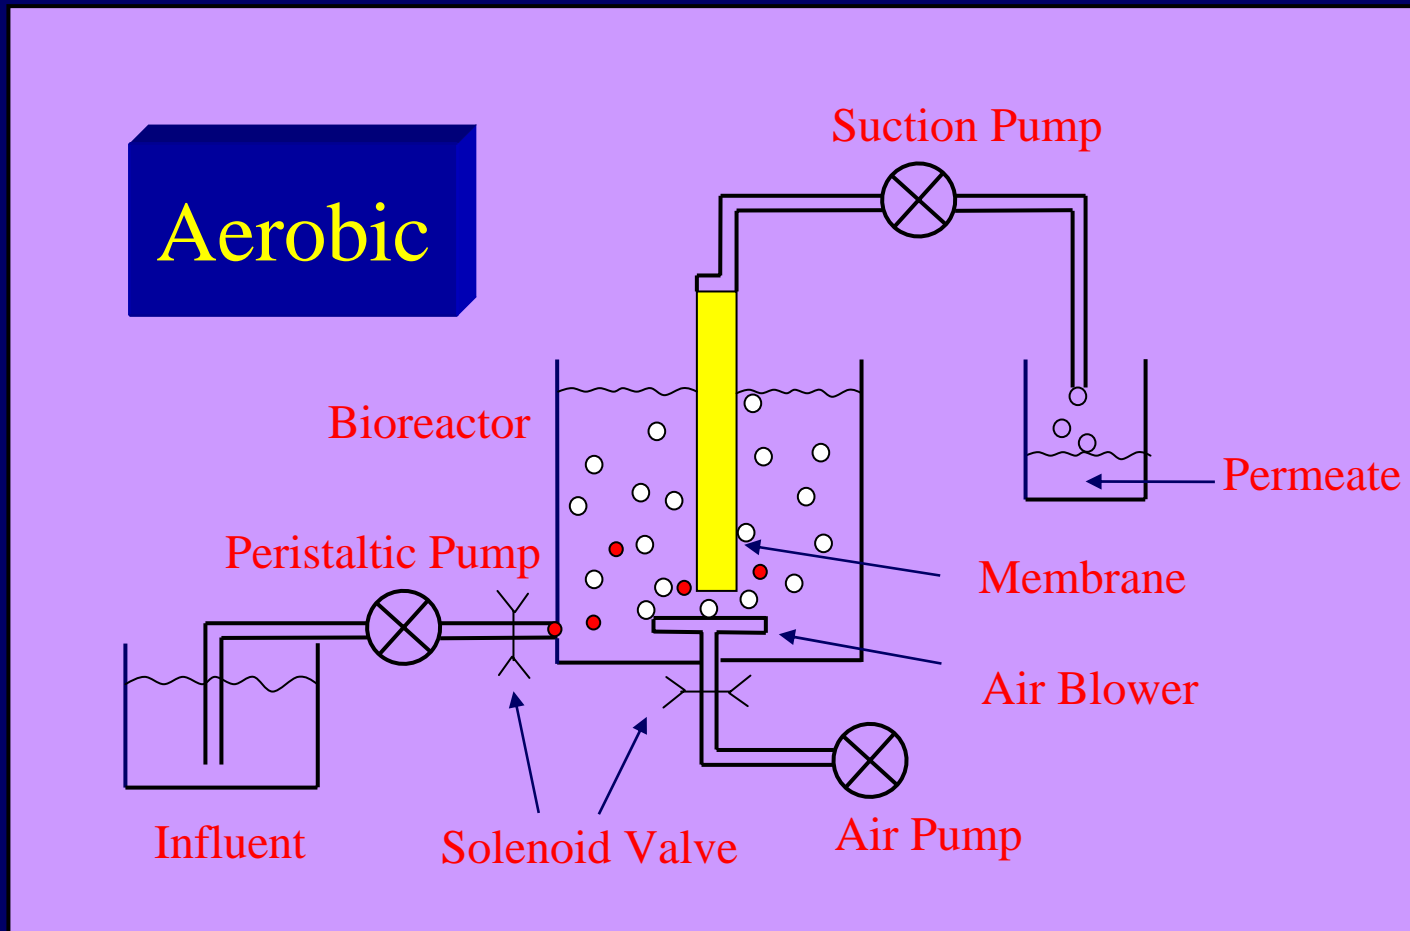 Suction Pump
Aerobic
Bioreactor
Permeate
Peristaltic Pump
Membrane
Air Blower
Influent
Solenoid Valve
Air Pump